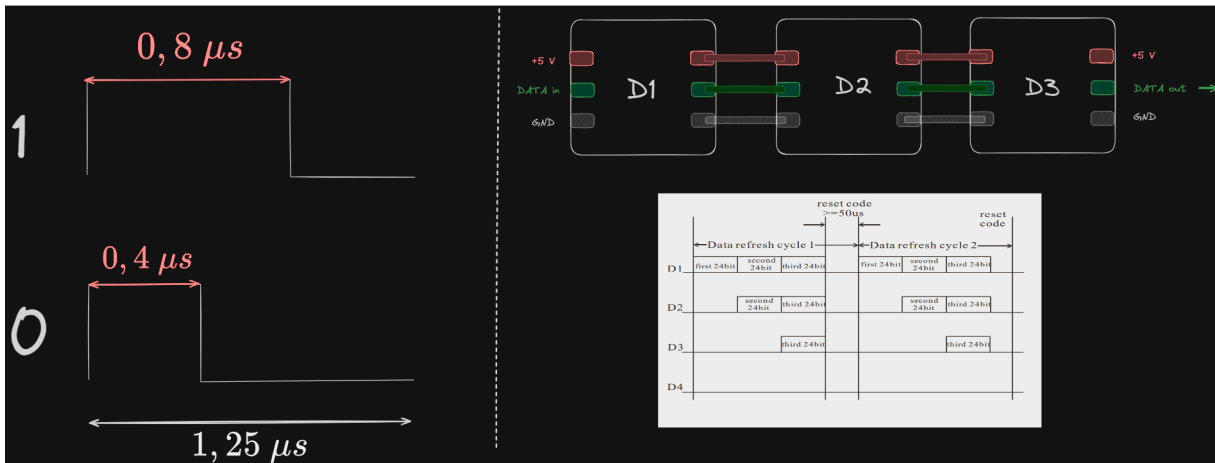 0,8 μs
1
0,4 μs
0
1,25 μs
+5 V
DATA in
GND
D1
D2
D3
+5 V
DATA out
GND
reset code
>=50us
reset
code
Data refresh cycle 1
Data refresh cycle 2
D1
first 24bit
second
24bit
third 24bit
first 24bit
second
24bit
third 24bit
D2
second
24bit
third 24bit
second
24bit
third 24bit
D3
third 24bit
third 24bit
D4